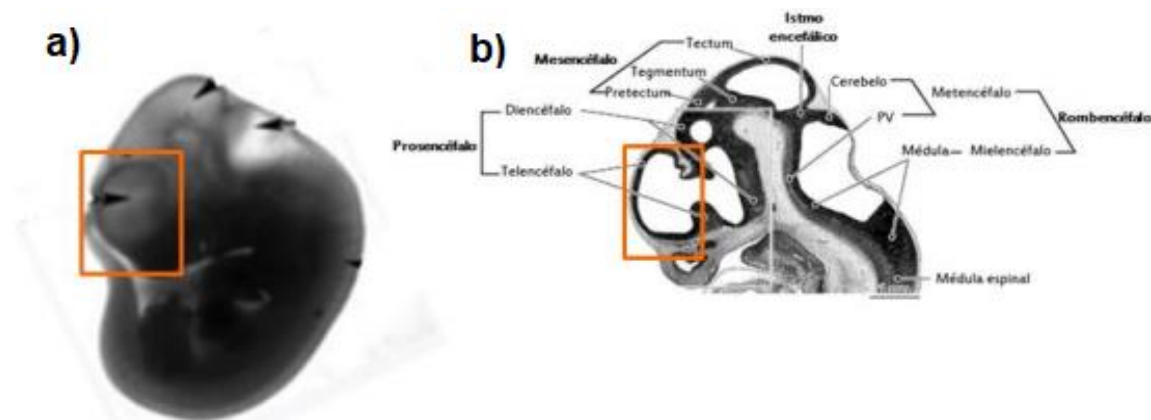 a)
b)
Istmo
encefálico
Tectum
Mesencéfalo
Tegmentum
Pretectum
Cerebelo
Metencéfalo
Diencéfalo
PV
Rombencéfalo
Prosencéfalo
Médula
Mielencéfalo
Telencéfalo
Médula espinal